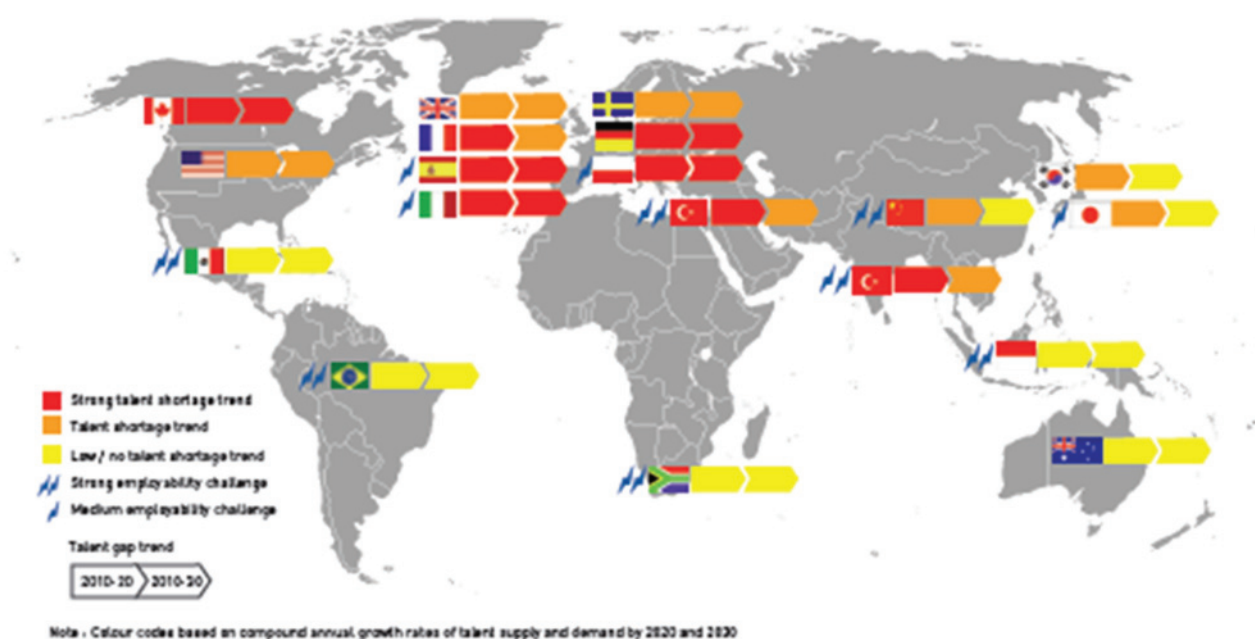 Strong talent shortage trend
Talent shortage trend
Low / no talent shortage trend
Strong employability challenge
Medium employability challenge
Talent gap trend
2010-20 2010-30
Note - Colour codes based on compound annual growth rates of talent supply and demand by 2020 and 2030